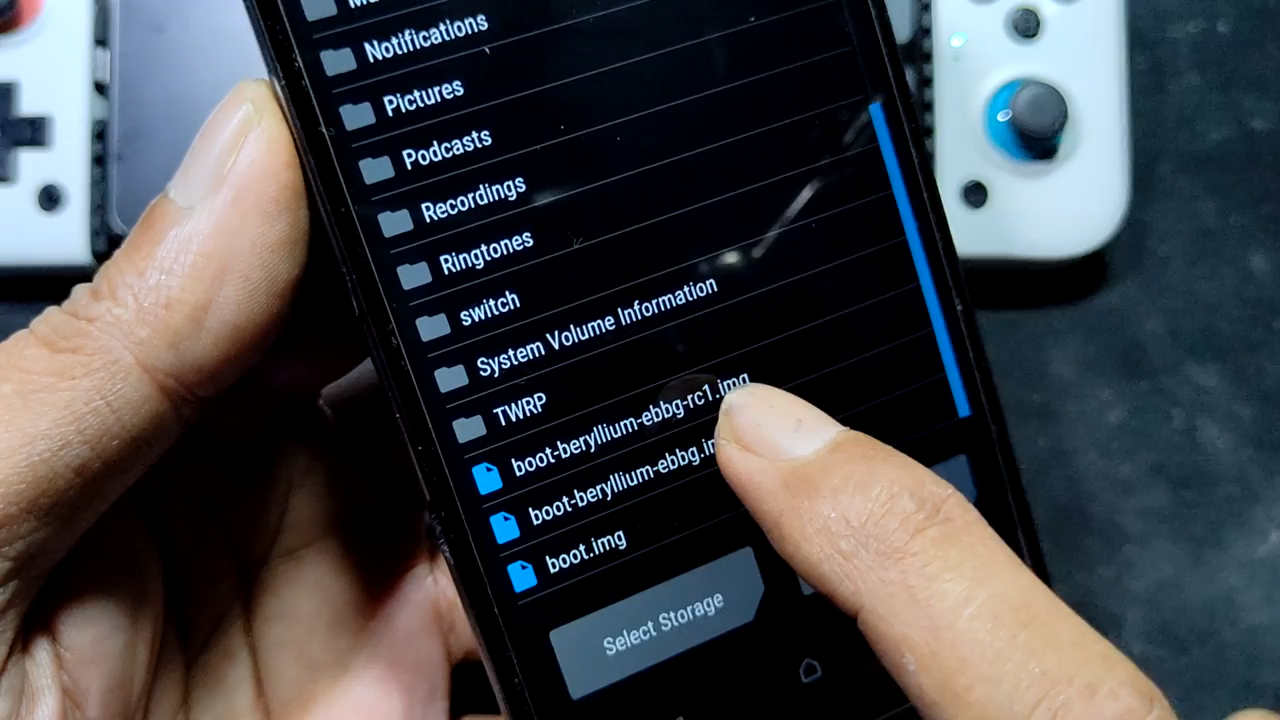 Notifications
Pictures
Podcasts
Recordings
Ringtones
switch
System Volume Information
TWRP
boot-beryllium-ebbg-rc1.img
boot-beryllium-ebbg.im
boot.img
Select Storage